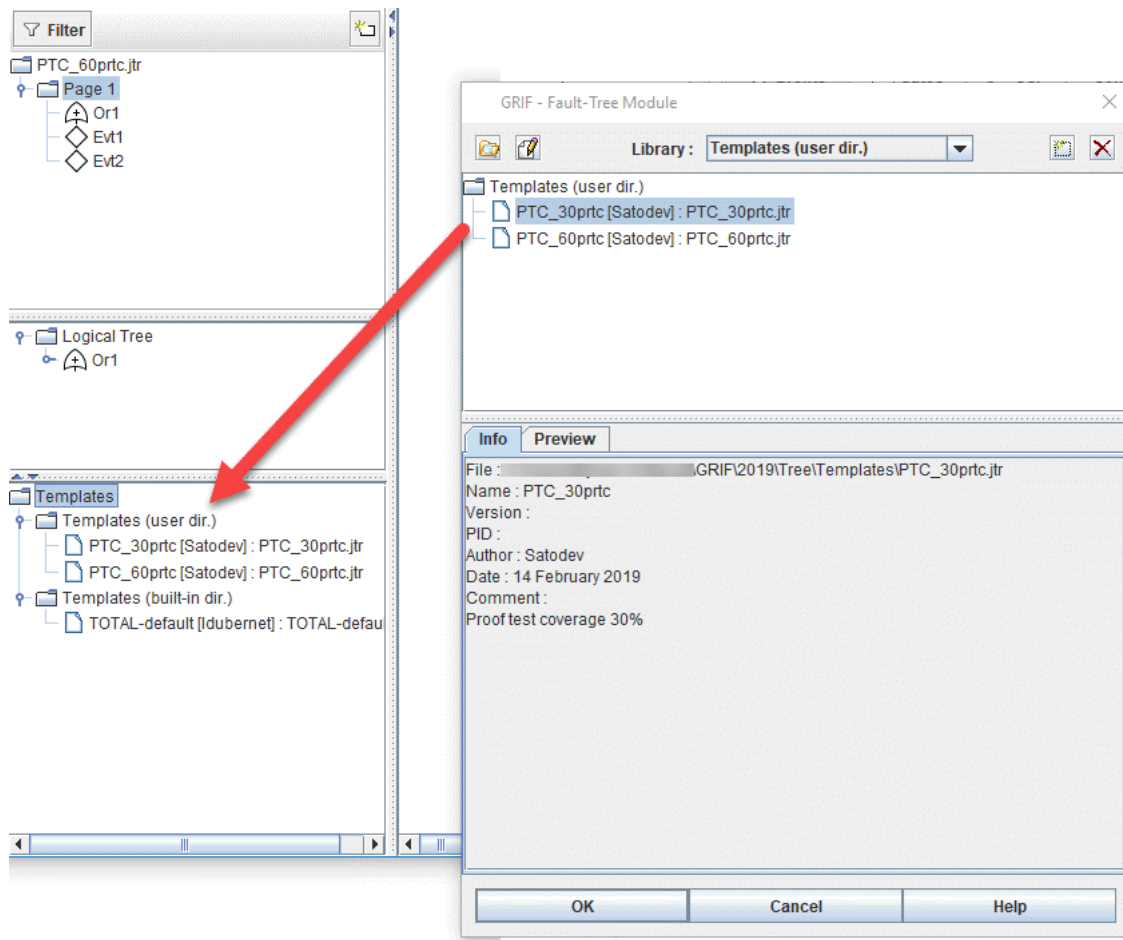 Filter
PTC_60prtc.jtr
Page 1
Or1
Evt1
Evt2
Logical Tree
Or1
Templates
Templates (user dir.)
PTC_30prtc [Satodev] : PTC_30prtc.jtr
PTC_60prtc [Satodev] : PTC_60prtc.jtr
Templates (built-in dir.)
TOTAL-default [ldubernet] : TOTAL-defau
GRIF - Fault-Tree Module
Library : Templates (user dir.)
Templates (user dir.)
PTC_30prtc [Satodev] : PTC_30prtc.jtr
PTC_60prtc [Satodev] : PTC_60prtc.jtr
Info Preview
File : \GRIF\2019\Tree\Templates\PTC_30prtc.jtr
Name : PTC_30prtc
Version :
PID :
Author : Satodev
Date : 14 February 2019
Comment :
Proof test coverage 30%
OK Cancel Help